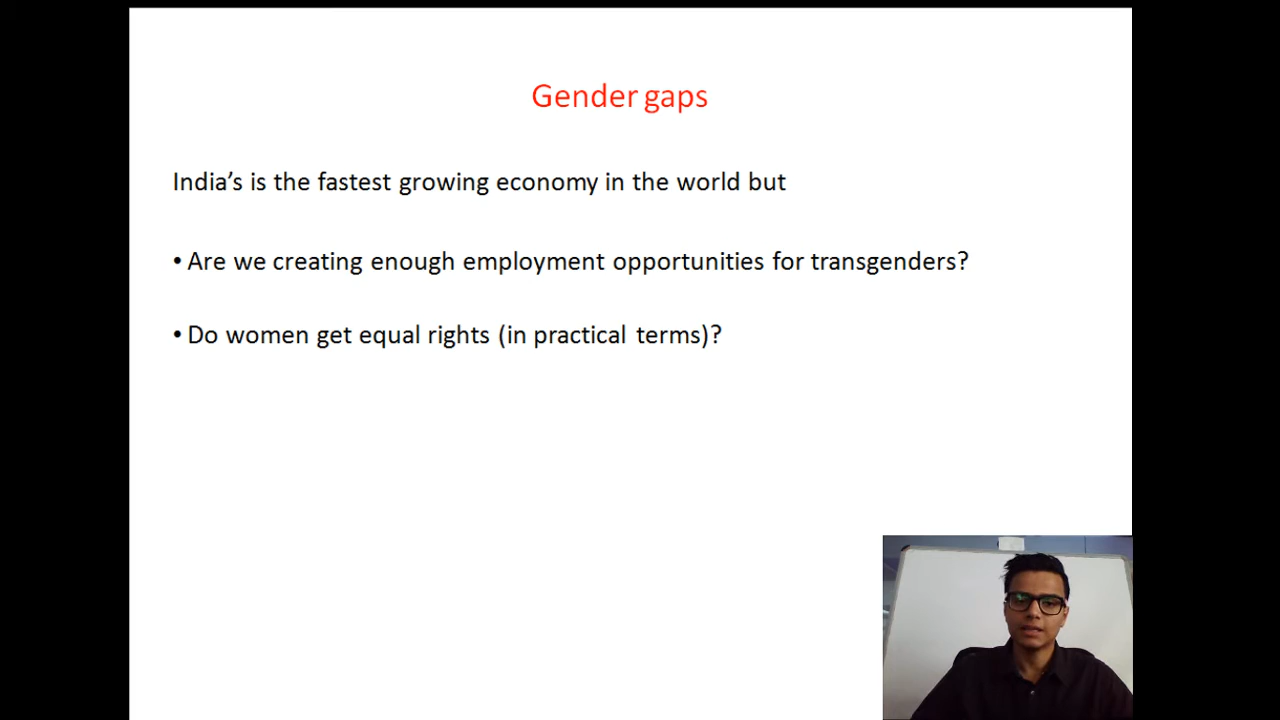 Gender gaps
India’s is the fastest growing economy in the world but
• Are we creating enough employment opportunities for transgenders?
• Do women get equal rights (in practical terms)?